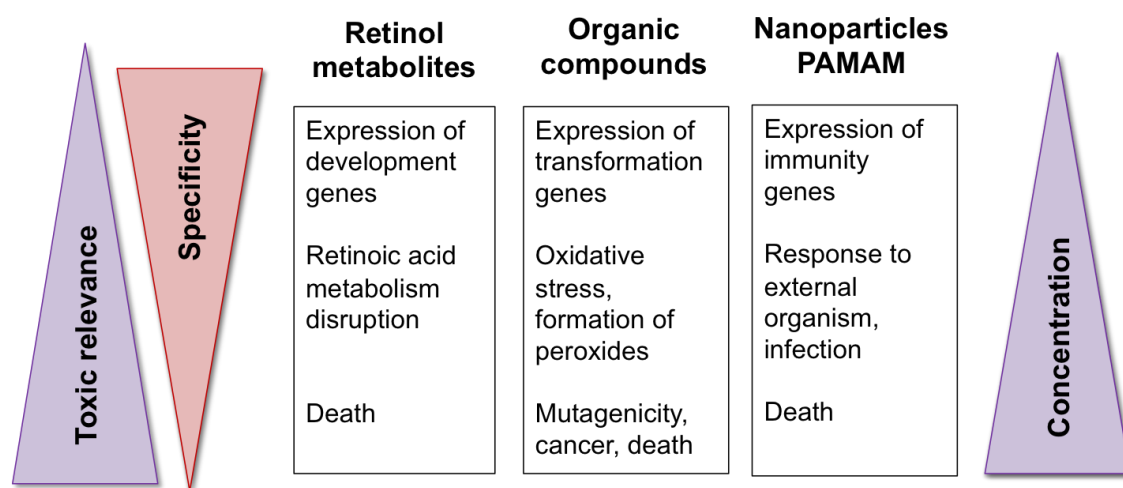 Toxic relevance
Specificity
Retinol
metabolites
Expression of
development
genes
Retinoic acid
metabolism
disruption
Death
Organic
compounds
Expression of
transformation
genes
Oxidative
stress,
formation of
peroxides
Mutagenicity,
cancer, death
Nanoparticles
PAMAM
Expression of
immunity
genes
Response to
external
organism,
infection
Death
Concentration